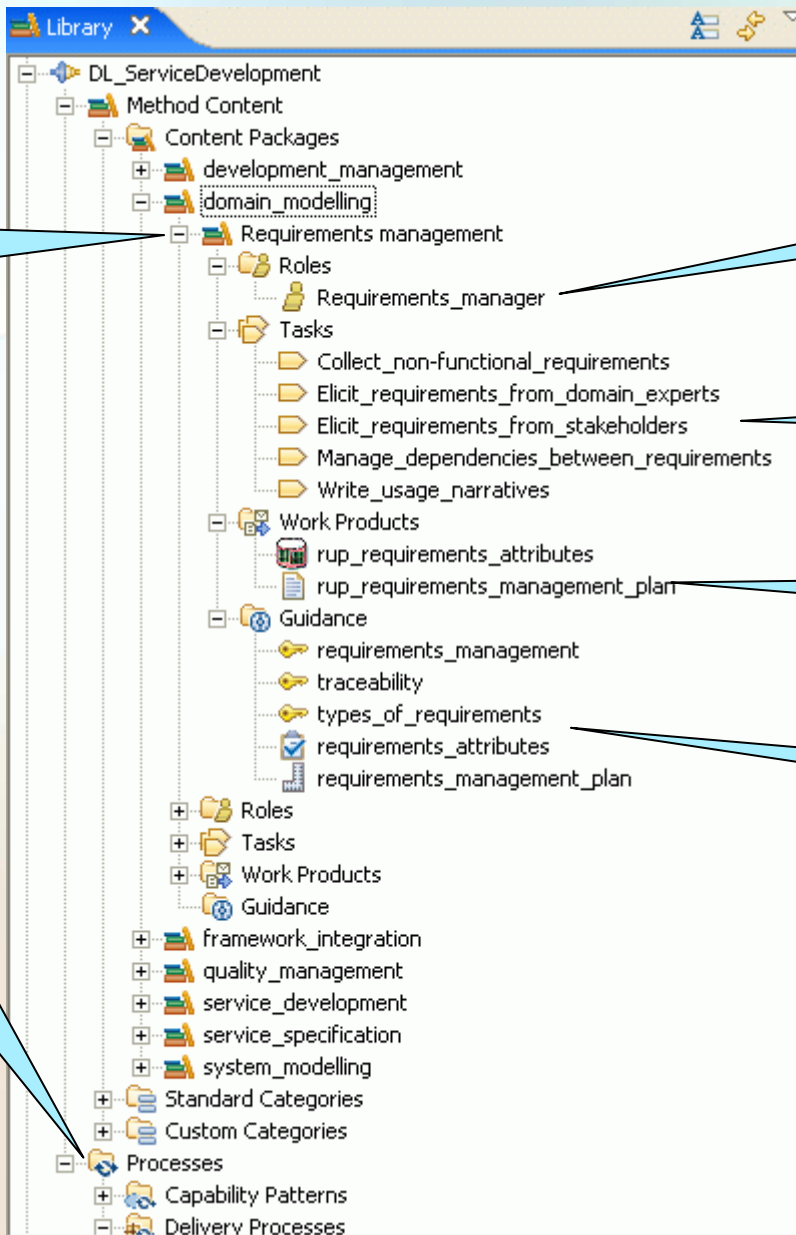 Library
DL_ServiceDevelopment
Method Content
Content Packages
development_management
domain_modelling
Requirements management
Roles
Requirements_manager
Tasks
Collect_non-functional_requirements
Elicit_requirements_from_domain_experts
Elicit_requirements_from_stakeholders
Manage_dependencies_between_requirements
Write_usage_narratives
Work Products
rup_requirements_attributes
rup_requirements_management_plan
Guidance
requirements_management
traceability
types_of_requirements
requirements_attributes
requirements_management_plan
Roles
Tasks
Work Products
Guidance
framework_integration
quality_management
service_development
service_specification
system_modelling
Standard Categories
Custom Categories
Processes
Capability Patterns
Delivery Processes